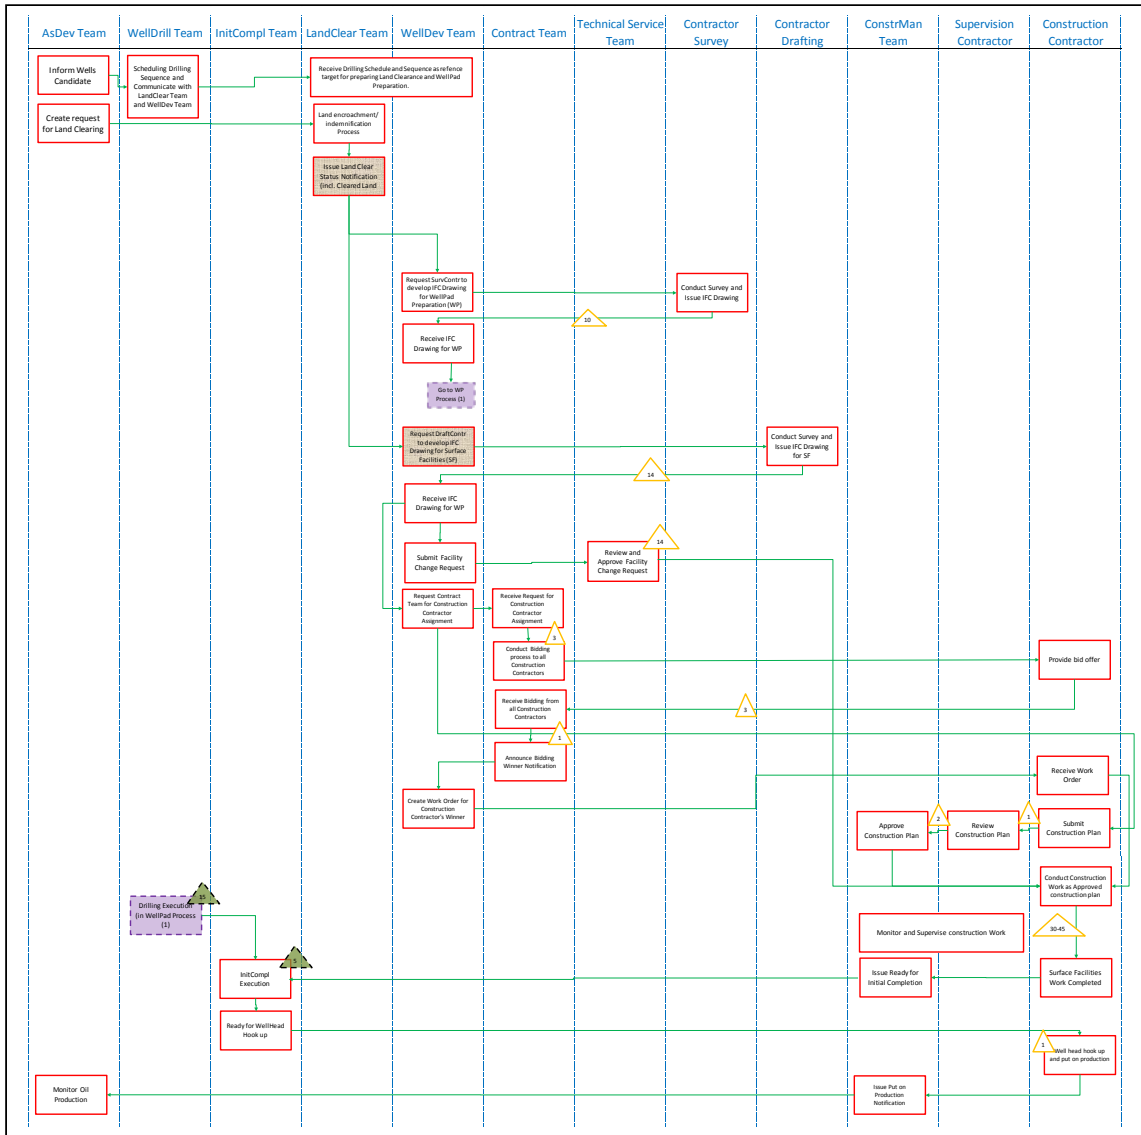 AsDev Team
WellDrill Team
InitCompl Team
LandClear Team
WellDev Team
Contract Team
Technical Service
Team
Contractor
Survey
Contractor
Drafting
ConstrMan
Team
Supervision
Contractor
Construction
Contractor
Inform Wells
Candidate
Scheduling Drilling
Sequence and
Communicate with
LandClear Team
and WellDev Team
Receive Drilling Schedule and Sequence as refence
target for preparing Land Clearance and WellPad
Preparation.
Create request
for Land Clearing
Land encroachment/
indemnification
Process
Issue Land Clear
Status Notification
(incl. Cleared Land
Request SurvContr to
develop IFC Drawing
for WellPad
Preparation (WP)
Conduct Survey and
Issue IFC Drawing
10
Receive IFC
Drawing for WP
Go to WP
Process (1)
Request DraftContr
to develop IFC
Drawing for Surface
Facilities (SF)
Conduct Survey and
Issue IFC Drawing
for SF
14
Receive IFC
Drawing for WP
Submit Facility
Change Request
Review and
Approve Facility
Change Request
14
Request Contract
Team for Construction
Contractor
Assignment
Receive Request for
Construction
Contractor
Assignment
3
Conduct Bidding
process to all
Construction
Contractors
Provide bid offer
Receive Bidding from
all Construction
Contractors
3
1
Announce Bidding
Winner Notification
Receive Work
Order
Create Work Order for
Construction
Contractor's Winner
Approve
Construction Plan
2
Review
Construction Plan
1
Submit
Construction Plan
Conduct Construction
Work as Approved
construction plan
15
Drilling Execution
(in WellPad Process
(1)
Monitor and Supervise construction Work
30-45
5
InitCompl
Execution
Issue Ready for
Initial Completion
Surface Facilities
Work Completed
Ready for WellHead
Hook up
1
Well head hook up
and put on production
Monitor Oil
Production
Issue Put on
Production
Notification